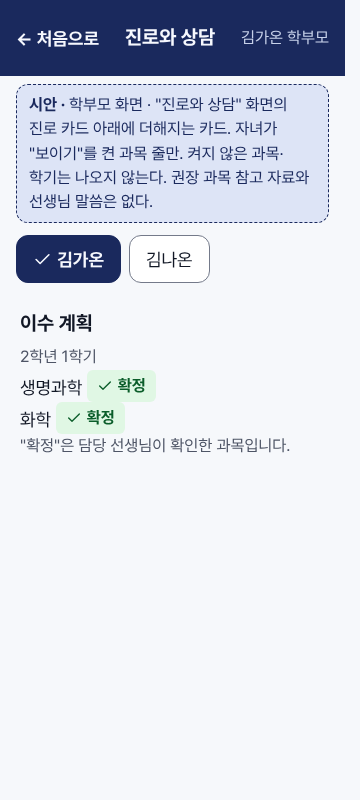 ← 처음으로 진로와 상담 김가온 학부모
시안 · 학부모 화면 · "진로와 상담" 화면의
진로 카드 아래에 더해지는 카드. 자녀가
"보이기"를 켠 과목 줄만. 켜지 않은 과목·
학기는 나오지 않는다. 권장 과목 참고 자료와
선생님 말씀은 없다.
✓ 김가온 김나온
이수 계획
2학년 1학기
생명과학 ✓ 확정
화학 ✓ 확정
"확정"은 담당 선생님이 확인한 과목입니다.